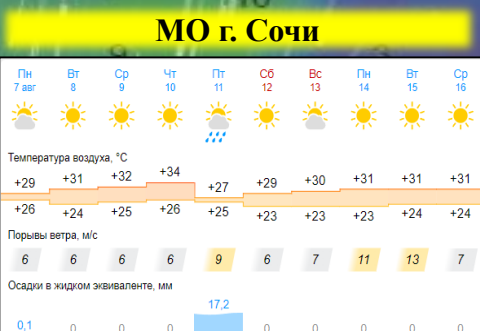 МО г. Сочи
Пн Вт Ср Чт Пт Сб Вс Пн Вт Ср
7 авг 8 9 10 11 12 13 14 15 16
Температура воздуха, °C
+29 +31 +32 +34 +27 +29 +30 +31 +31 +31
+26 +24 +25 +26 +25 +23 +23 +23 +24 +24
Порывы ветра, м/с
6 6 6 6 9 6 7 11 13 7
Осадки в жидком эквиваленте, мм
17,2
0,1 0 0 0 0 0 0 0 0